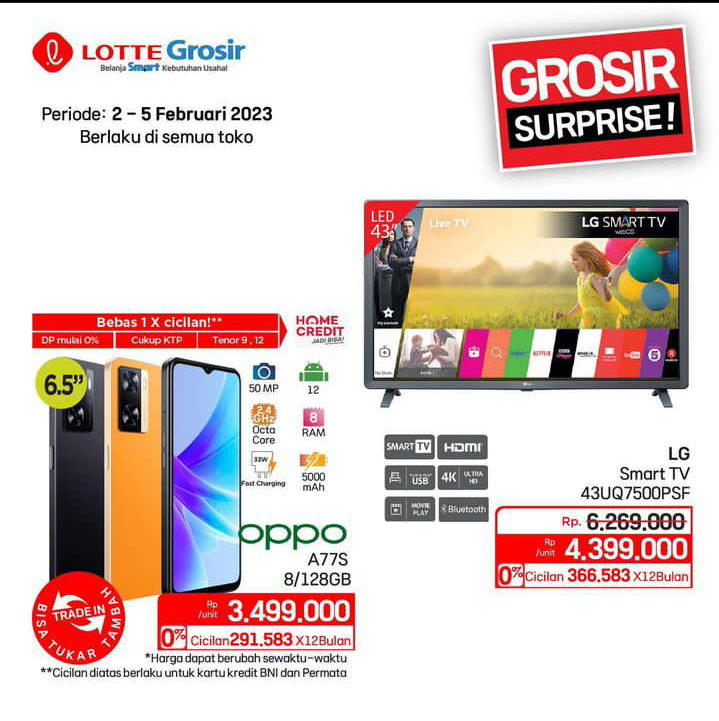 LOTTE Grosir
Belanja Smart Kebutuhan Usaha!
Periode: 2 - 5 Februari 2023
Berlaku di semua toko
GROSIR
SURPRISE!
LED
43"
Live TV
LG SMART TV
webOS
NETFLIX
Bebas 1 X cicilan!**
DP mulai 0%
Cukup KTP
Tenor 9 , 12
HOME
CREDIT
JADI BISA!
6.5"
50 MP
12
2.4
GHz
Octa
Core
8
RAM
33W
Fast Charging
5000
mAh
oppo
A77S
8/128GB
Rp
/unit
3.499.000
0% Cicilan 291.583 X12Bulan
TRADE IN
BISA TUKAR TAMBAH
*Harga dapat berubah sewaktu-waktu
**Cicilan diatas berlaku untuk kartu kredit BNI dan Permata
SMART TV
HDMI
USB
4K ULTRA HD
MOVIE PLAY
Bluetooth
LG
Smart TV
43UQ7500PSF
Rp. 6.269.000
Rp
/unit
4.399.000
0% Cicilan 366.583 X12Bulan